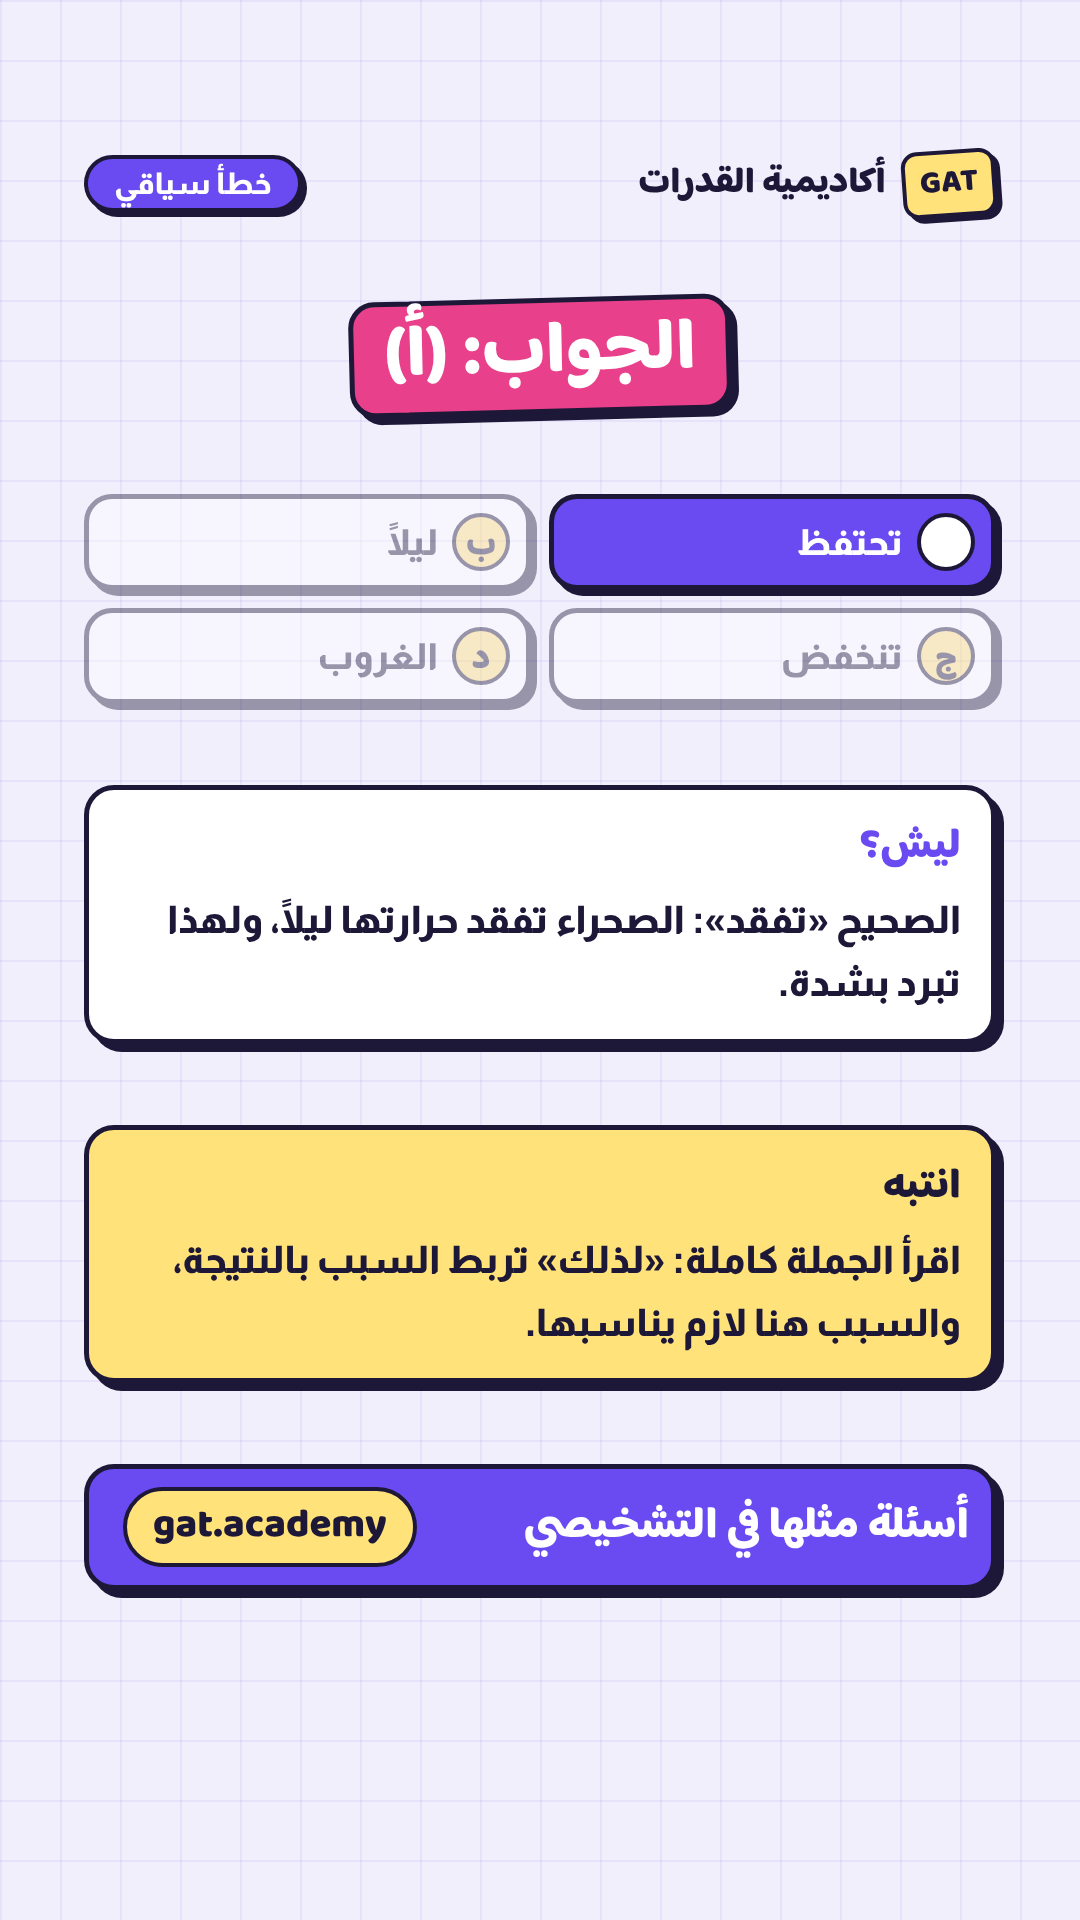 GAT أكاديمية القدرات
خطأ سياقي
الجواب: (أ)
تحتفظ
ب ليلاً
ج تنخفض
د الغروب
ليش؟
الصحيح «تفقد»: الصحراء تفقد حرارتها ليلاً، ولهذا
تبرد بشدة.
انتبه
اقرأ الجملة كاملة: «لذلك» تربط السبب بالنتيجة،
والسبب هنا لازم يناسبها.
أسئلة مثلها في التشخيصي
gat.academy